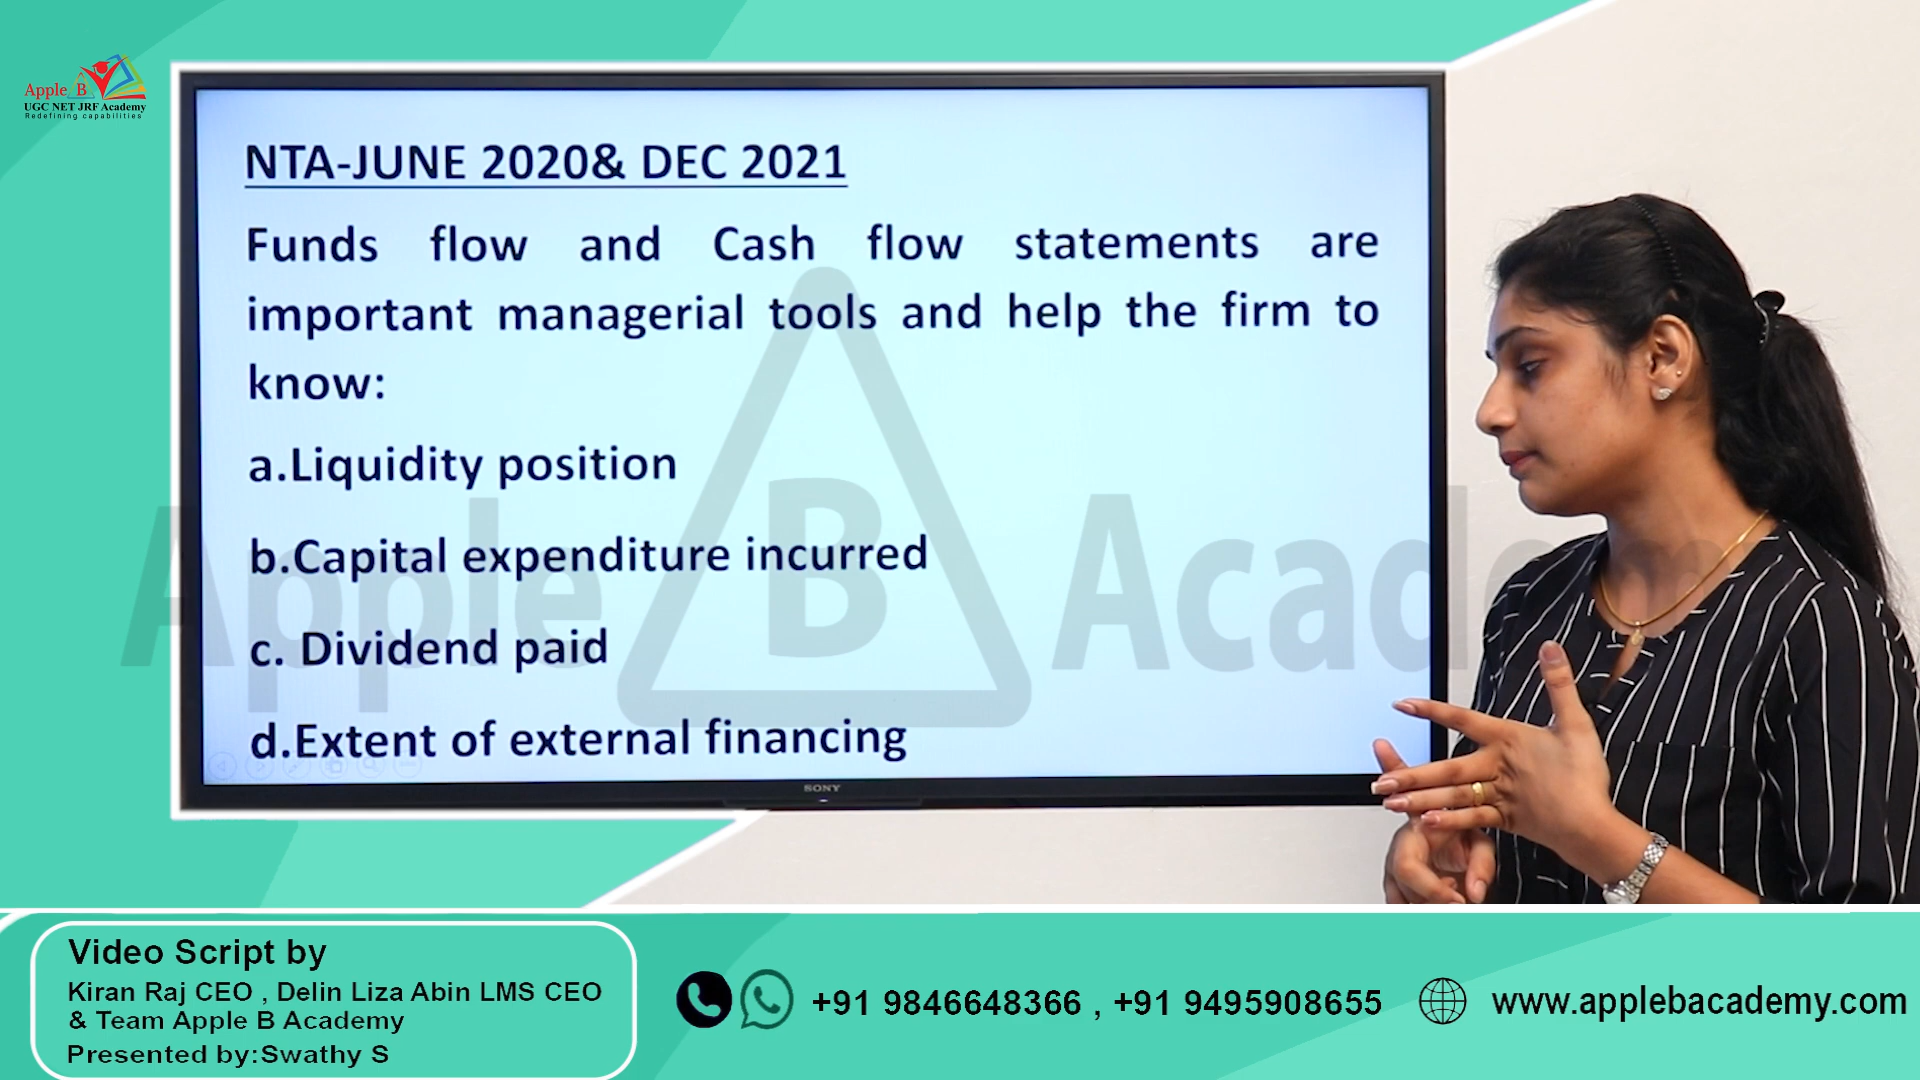 Apple B
UGC NET JRF Academy
Redefining capabilities
NTA-JUNE 2020& DEC 2021
Funds flow and Cash flow statements are
important managerial tools and help the firm to
know:
a.Liquidity position
b.Capital expenditure incurred
c. Dividend paid
d.Extent of external financing
Apple B Academy
SONY
Video Script by
Kiran Raj CEO , Delin Liza Abin LMS CEO
& Team Apple B Academy
Presented by:Swathy S
+91 9846648366 , +91 9495908655
www.applebacademy.com